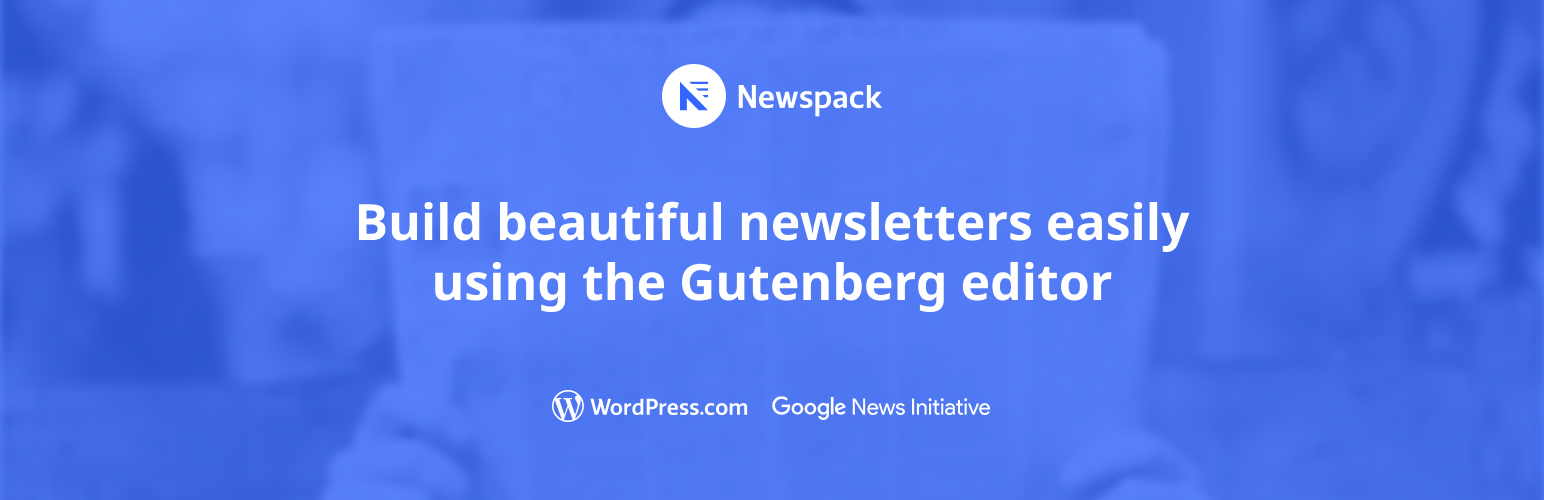 Newspack
Build beautiful newsletters easily
using the Gutenberg editor
WordPress.com Google News Initiative